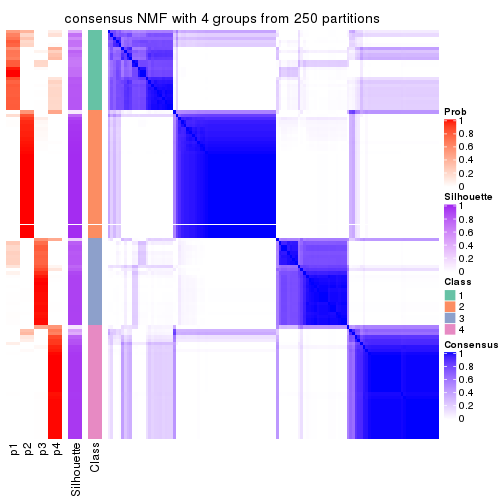 consensus NMF with 4 groups from 250 partitions
Prob
1
0.8
0.6
0.4
0.2
0
Silhouette
1
0.8
0.6
0.4
0.2
0
Class
1
2
3
4
Consensus
1
0.8
0.6
0.4
0.2
0
p1
p2
p3
p4
Silhouette
Class